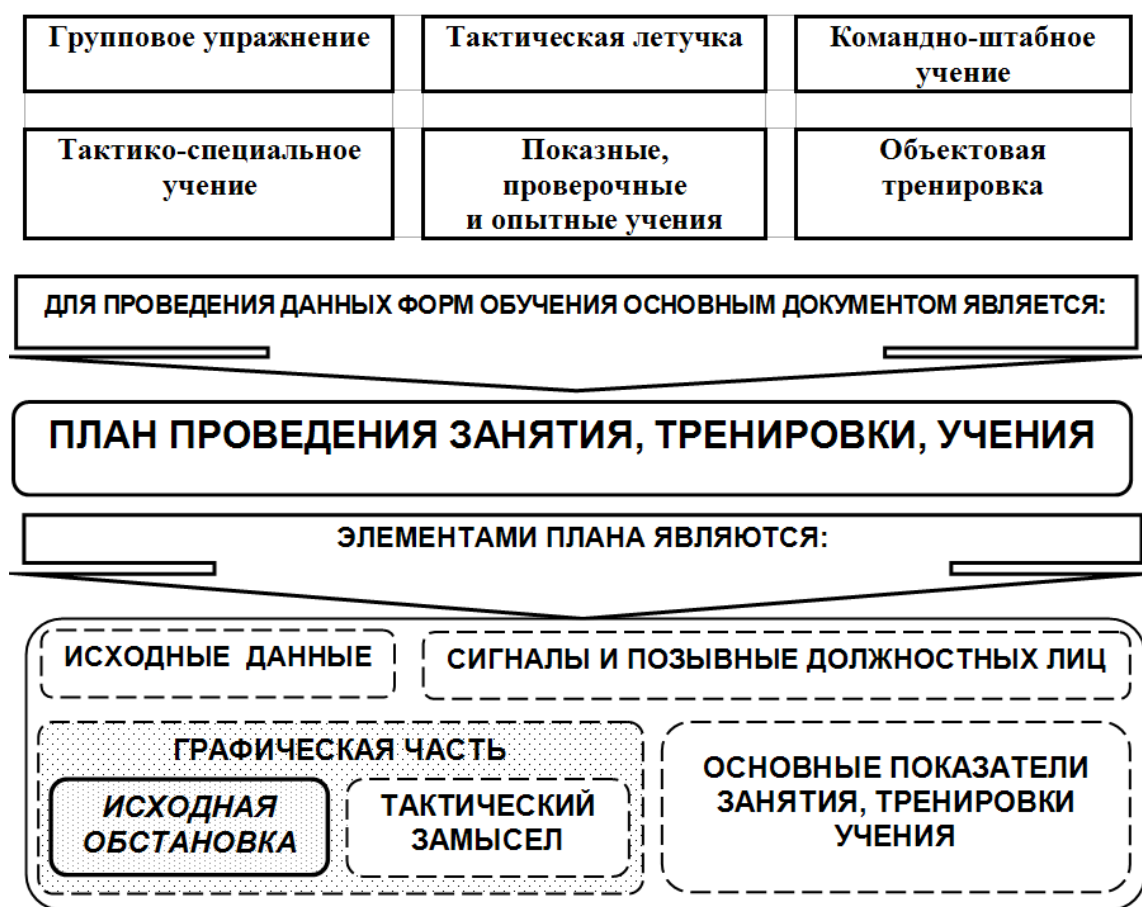 Групповое упражнение
Тактическая летучка
Командно-штабное
учение
Тактико-специальное
учение
Показные,
проверочные
и опытные учения
Объектовая
тренировка
ДЛЯ ПРОВЕДЕНИЯ ДАННЫХ ФОРМ ОБУЧЕНИЯ ОСНОВНЫМ ДОКУМЕНТОМ ЯВЛЯЕТСЯ:
ПЛАН ПРОВЕДЕНИЯ ЗАНЯТИЯ, ТРЕНИРОВКИ, УЧЕНИЯ
ЭЛЕМЕНТАМИ ПЛАНА ЯВЛЯЮТСЯ:
ИСХОДНЫЕ ДАННЫЕ
СИГНАЛЫ И ПОЗЫВНЫЕ ДОЛЖНОСТНЫХ ЛИЦ
ГРАФИЧЕСКАЯ ЧАСТЬ
ИСХОДНАЯ
ОБСТАНОВКА
ТАКТИЧЕСКИЙ
ЗАМЫСЕЛ
ОСНОВНЫЕ ПОКАЗАТЕЛИ
ЗАНЯТИЯ, ТРЕНИРОВКИ
УЧЕНИЯ